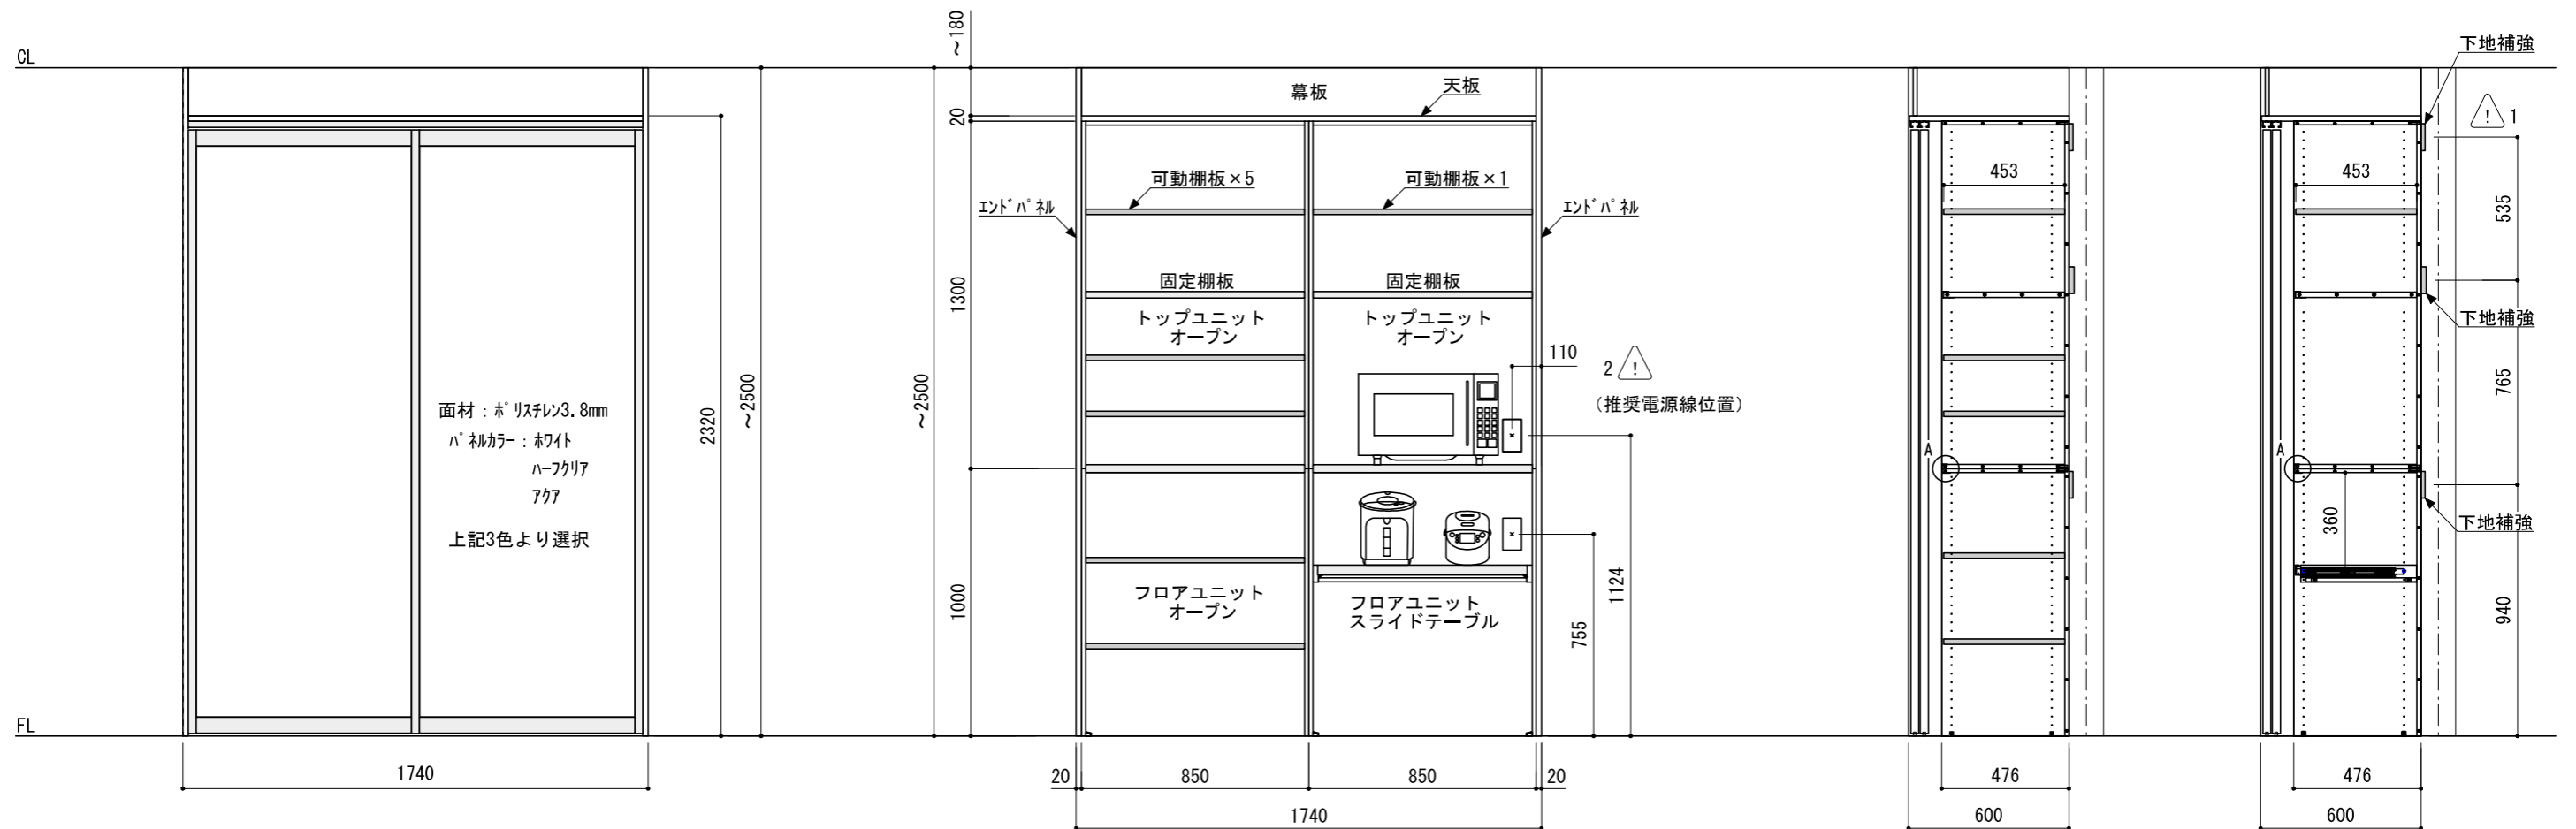 CL
FL
2320
～2500
面材：ﾎﾟﾘｽﾁﾚﾝ3.8mm
ﾊﾟﾈﾙｶﾗｰ：ﾎﾜｲﾄ
ﾊｰﾌｸﾘｱ
ｱｸｱ
上記3色より選択
1740
～2500
～180
20
1300
1000
幕板
天板
ｴﾝﾄﾞﾊﾟﾈﾙ
可動棚板×5
可動棚板×1
ｴﾝﾄﾞﾊﾟﾈﾙ
固定棚板
固定棚板
トップユニット
オープン
トップユニット
オープン
110
2 !
（推奨電源線位置）
フロアユニット
オープン
フロアユニット
スライドテーブル
755
1124
20
850
850
20
1740
453
A
476
600
453
A
360
476
600
下地補強
! 1
535
下地補強
765
下地補強
940